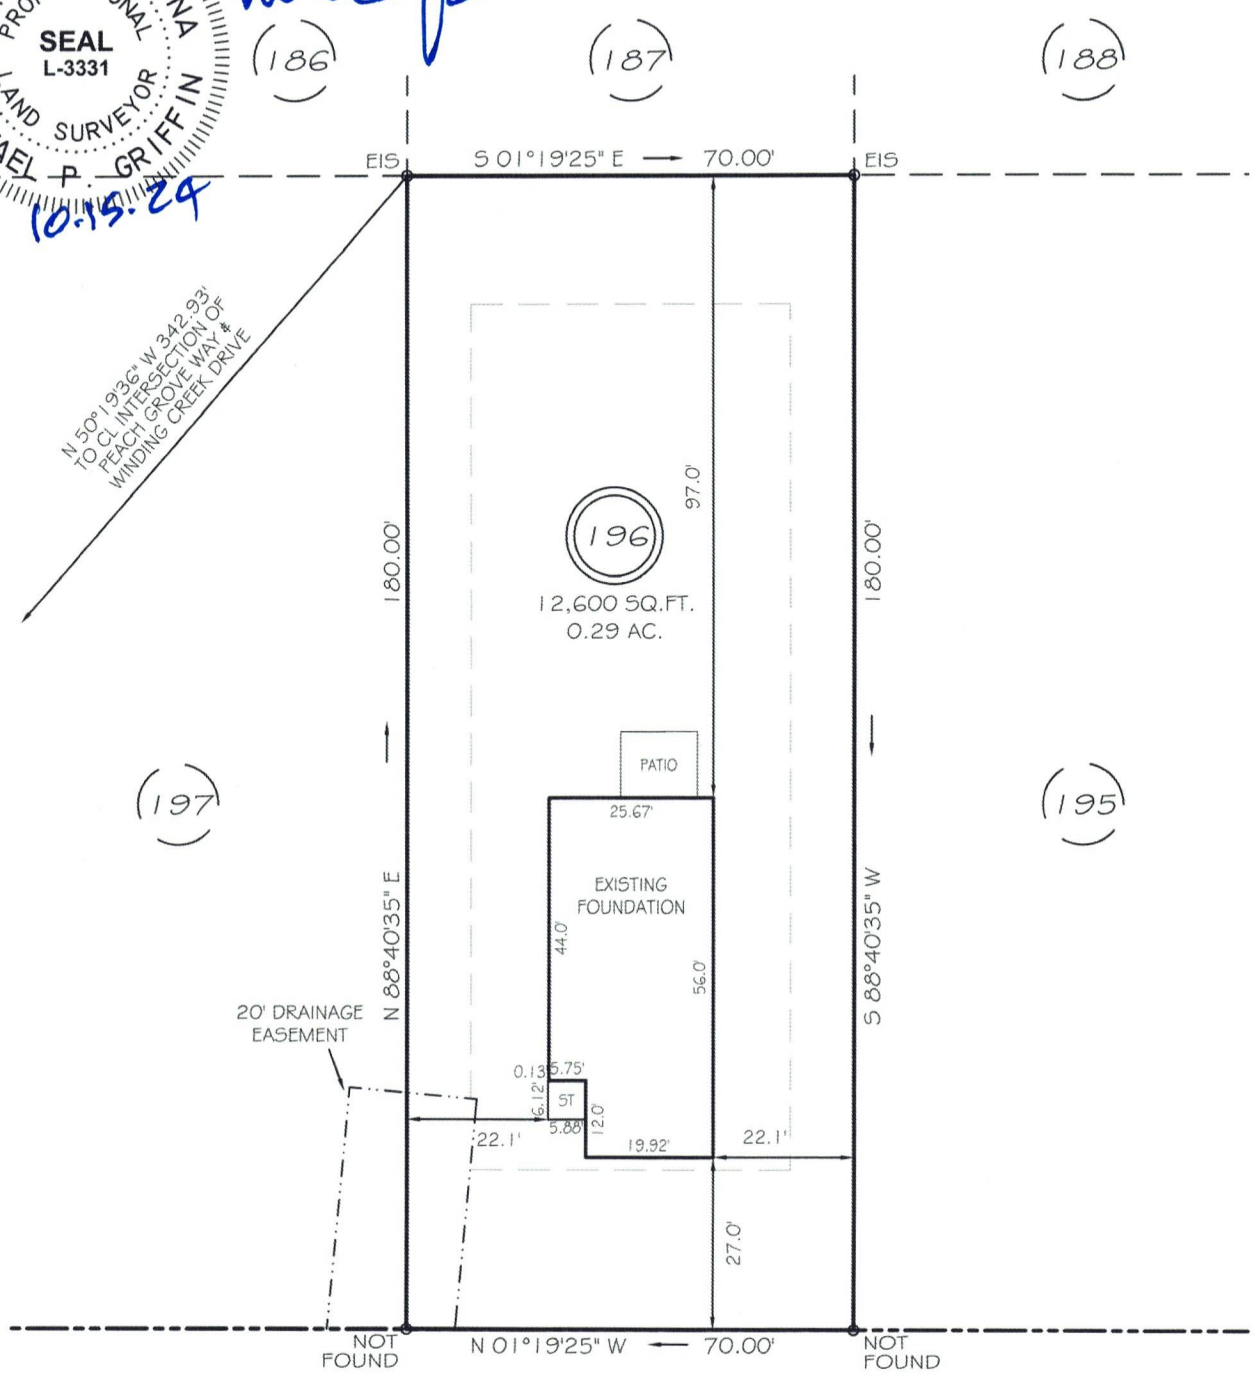 SEAL
L-3331
LAND SURVEYOR
P. GRIFFIN
10-15-24
(186)
(187)
(188)
EIS
S 01°19'25" E
70.00'
EIS
N 50°19'36" W 342.93'
TO CL INTERSECTION OF
PEACH GROVE WAY &
WINDING CREEK DRIVE
180.00'
97.0'
180.00'
196
12,600 SQ.FT.
0.29 AC.
PATIO
(197)
(195)
25.67'
EXISTING
FOUNDATION
N 88°40'35" E
44.0'
56.0'
S 88°40'35" W
20' DRAINAGE
EASEMENT
0.13'
5.75'
6.12'
ST
5.88'
12.0'
22.1'
19.92'
22.1'
27.0'
NOT
FOUND
N 01°19'25" W
70.00'
NOT
FOUND